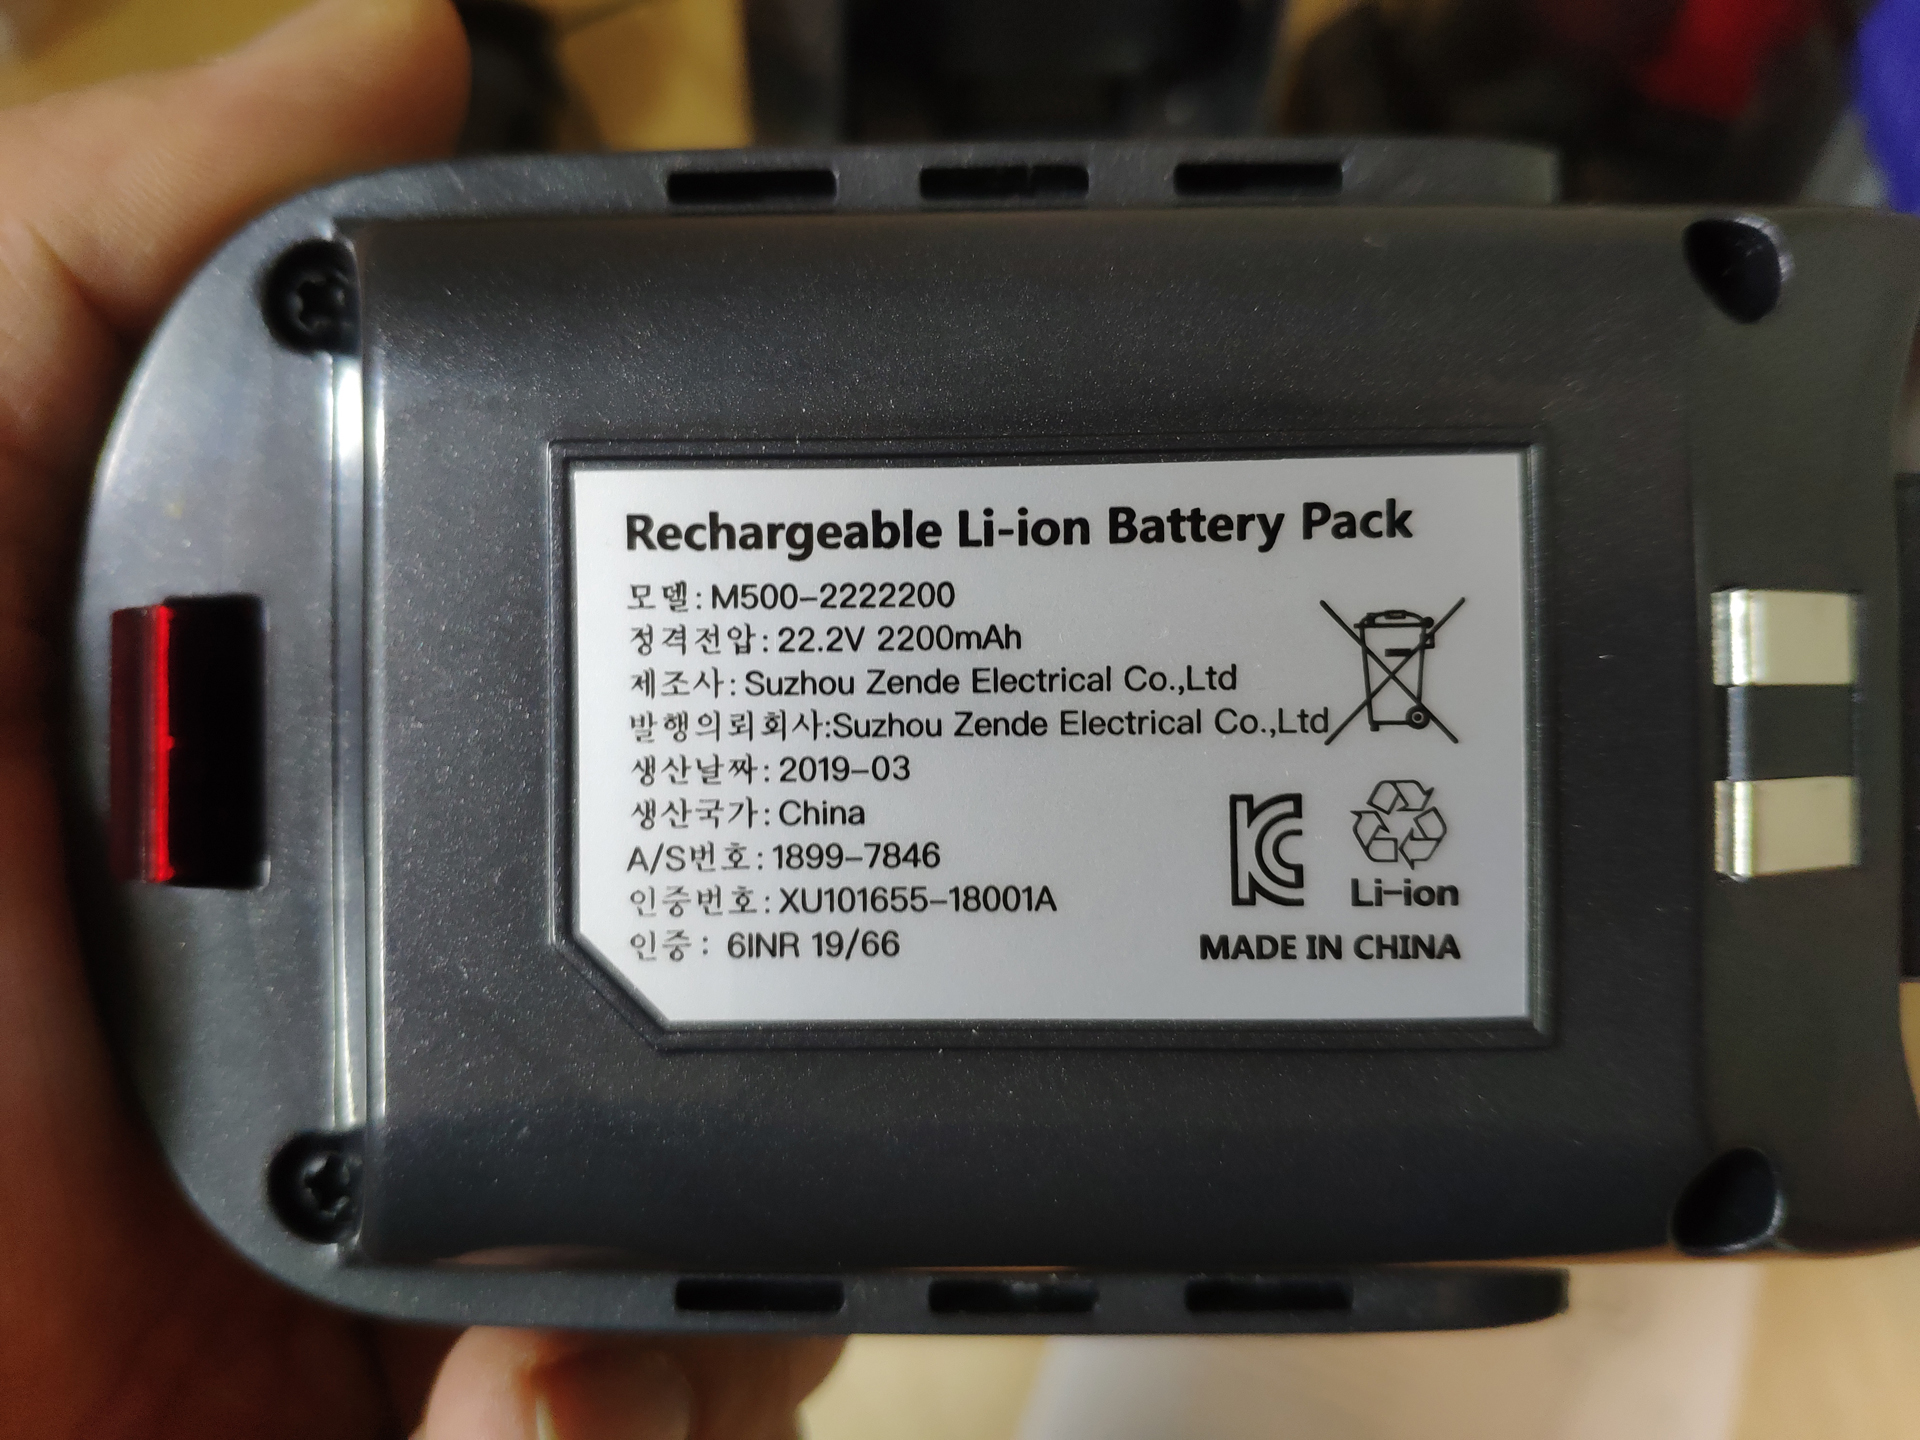 Rechargeable Li-ion Battery Pack
모델: M500-2222200
정격전압: 22.2V 2200mAh
제조사: Suzhou Zende Electrical Co.,Ltd
발행의뢰회사:Suzhou Zende Electrical Co.,Ltd
생산날짜: 2019-03
생산국가: China
A/S번호: 1899-7846
인증번호: XU101655-18001A
인증: 6INR 19/66
Li-ion
MADE IN CHINA